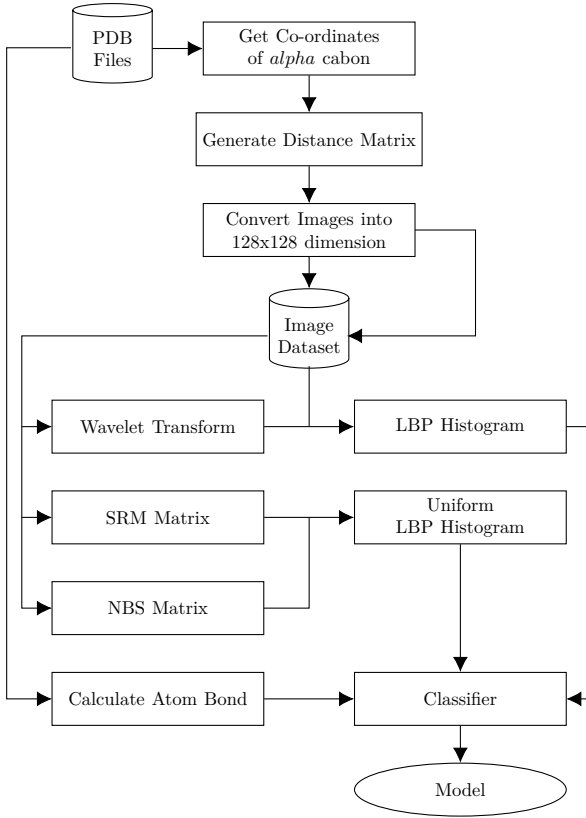 PDB
Files
Get Co-ordinates
of alpha cabon
Generate Distance Matrix
Convert Images into
128x128 dimension
Image
Dataset
Wavelet Transform
LBP Histogram
SRM Matrix
Uniform
LBP Histogram
NBS Matrix
Calculate Atom Bond
Classifier
Model